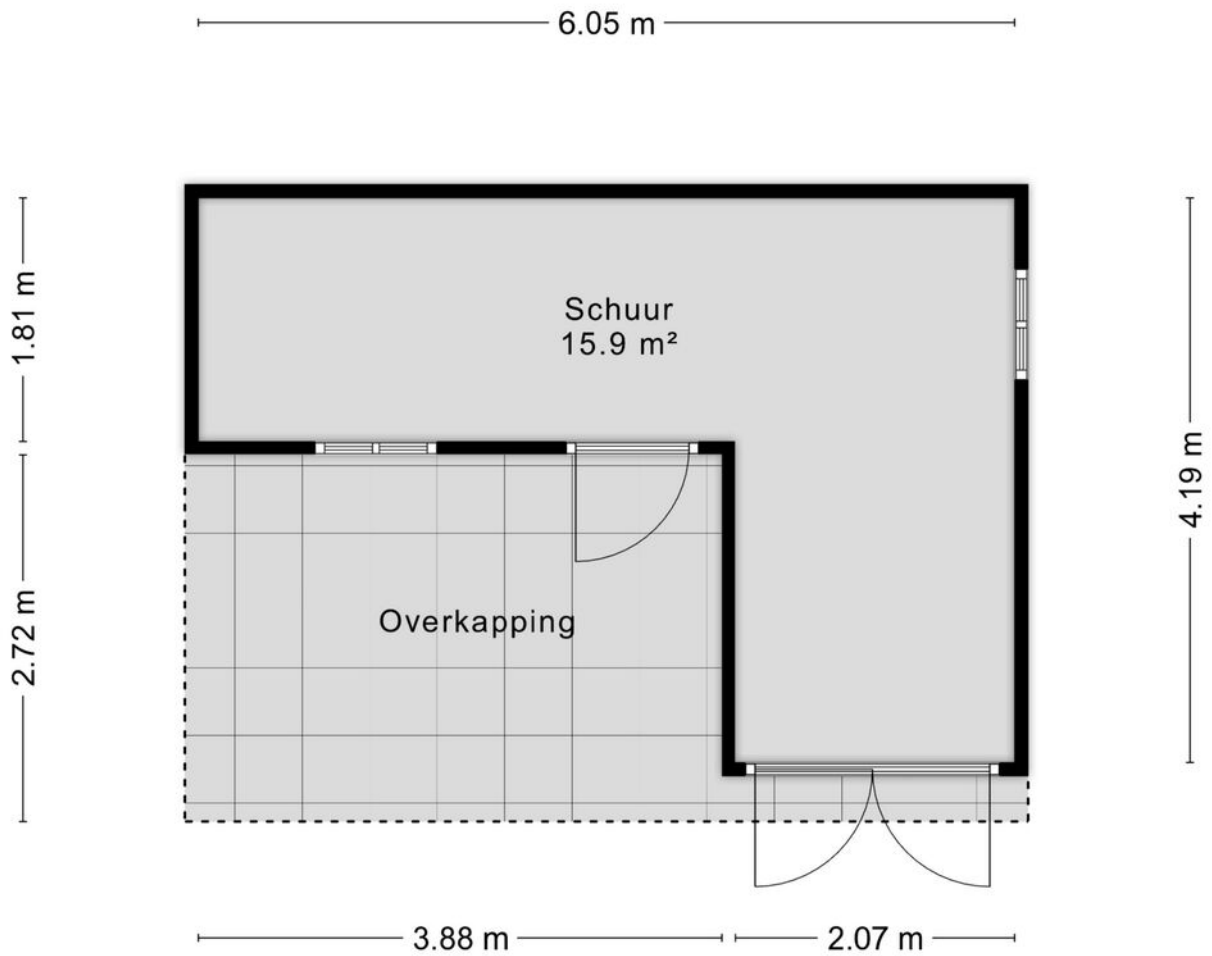 6.05 m
1.81 m
Schuur
15.9 m²
4.19 m
2.72 m
Overkapping
3.88 m
2.07 m